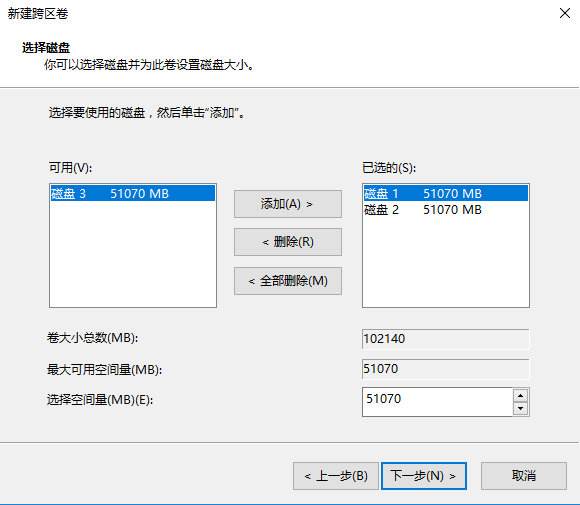 新建跨区卷
选择磁盘
你可以选择磁盘并为此卷设置磁盘大小。
选择要使用的磁盘，然后单击“添加”。
可用(V):
已选的(S):
磁盘 3 51070 MB
磁盘 1 51070 MB
磁盘 2 51070 MB
添加(A) >
< 删除(R)
< 全部删除(M)
卷大小总数(MB):
102140
最大可用空间量(MB):
51070
选择空间量(MB)(E):
51070
< 上一步(B)
下一步(N) >
取消